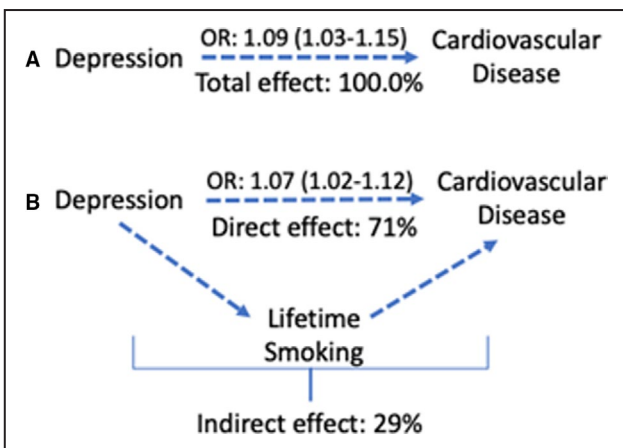 A Depression OR: 1.09 (1.03-1.15) Cardiovascular
Total effect: 100.0% Disease
B Depression OR: 1.07 (1.02-1.12) Cardiovascular
Direct effect: 71% Disease
Lifetime
Smoking
Indirect effect: 29%